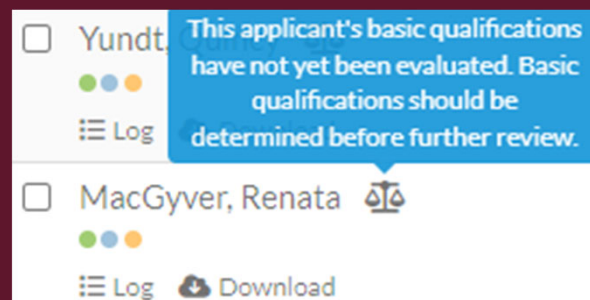 Yundt,
This applicant's basic qualifications
have not yet been evaluated. Basic
qualifications should be
determined before further review.
Log
MacGyver, Renata
Log Download